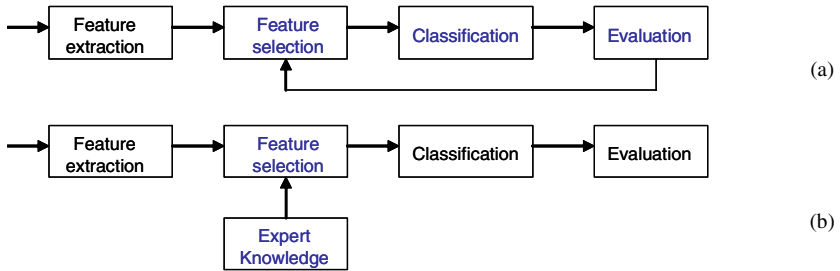 Feature
extraction
Feature
selection
Classification
Evaluation
(a)
Feature
extraction
Feature
selection
Classification
Evaluation
Expert
Knowledge
(b)